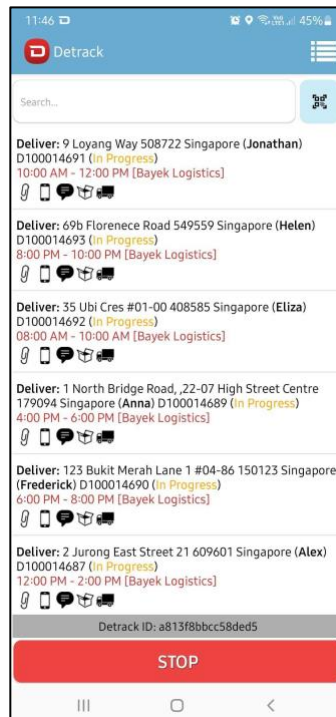 11:46
45%
Detrack
Search...
Deliver: 9 Loyang Way 508722 Singapore (Jonathan)
D100014691 (In Progress)
10:00 AM - 12:00 PM [Bayek Logistics]
Deliver: 69b Florenece Road 549559 Singapore (Helen)
D100014693 (In Progress)
8:00 PM - 10:00 PM [Bayek Logistics]
Deliver: 35 Ubi Cres #01-00 408585 Singapore (Eliza)
D100014692 (In Progress)
08:00 AM - 10:00 AM [Bayek Logistics]
Deliver: 1 North Bridge Road, ,22-07 High Street Centre
179094 Singapore (Anna) D100014689 (In Progress)
4:00 PM - 6:00 PM [Bayek Logistics]
Deliver: 123 Bukit Merah Lane 1 #04-86 150123 Singapore
(Frederick) D100014690 (In Progress)
6:00 PM - 8:00 PM [Bayek Logistics]
Deliver: 2 Jurong East Street 21 609601 Singapore (Alex)
D100014687 (In Progress)
12:00 PM - 2:00 PM [Bayek Logistics]
Detrack ID: a813f8bbcc58ded5
STOP